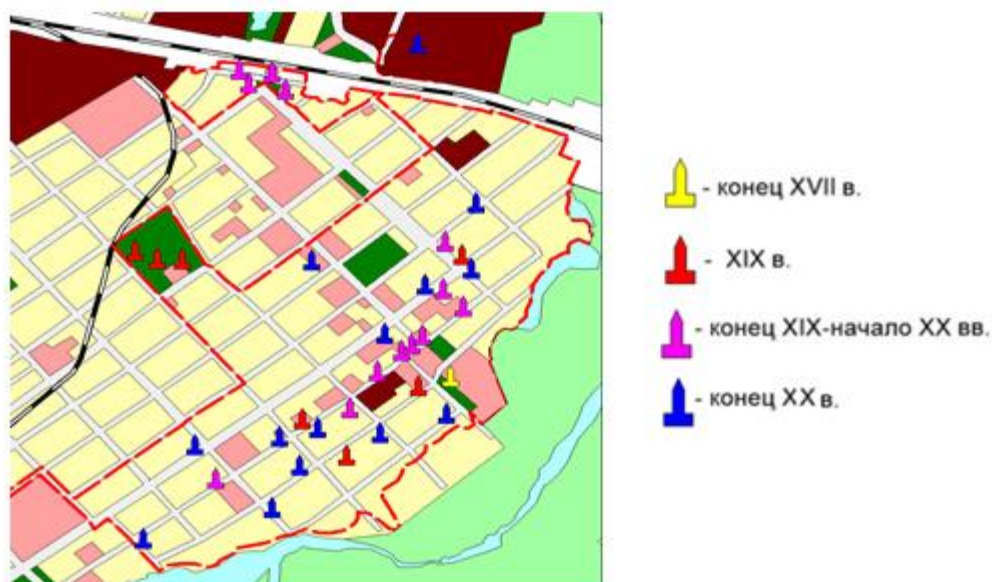 - конец XVII в.
- XIX в.
- конец XIX-начало XX вв.
- конец XX в.